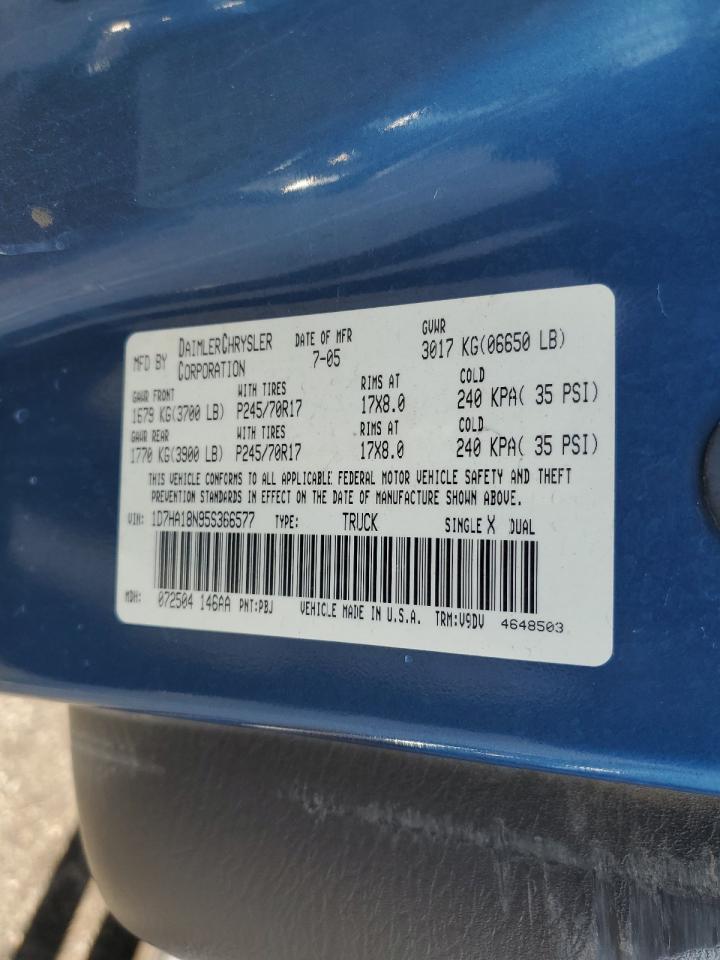 MFD BY DAIMLERCHRYSLER CORPORATION DATE OF MFR 7-05 GVWR 3017 KG(06650 LB)
GAWR FRONT WITH TIRES RIMS AT COLD
1679 KG(3700 LB) P245/70R17 17X8.0 240 KPA( 35 PSI)
GAWR REAR WITH TIRES RIMS AT COLD
1770 KG(3900 LB) P245/70R17 17X8.0 240 KPA( 35 PSI)
THIS VEHICLE CONFORMS TO ALL APPLICABLE FEDERAL MOTOR VEHICLE SAFETY AND THEFT
PREVENTION STANDARDS IN EFFECT ON THE DATE OF MANUFACTURE SHOWN ABOVE.
VIN: 1D7HA18N95S366577 TYPE: TRUCK SINGLE X DUAL
MDH: 072504 146AA PNT:PBJ VEHICLE MADE IN U.S.A. TRM:V9DV 4648503